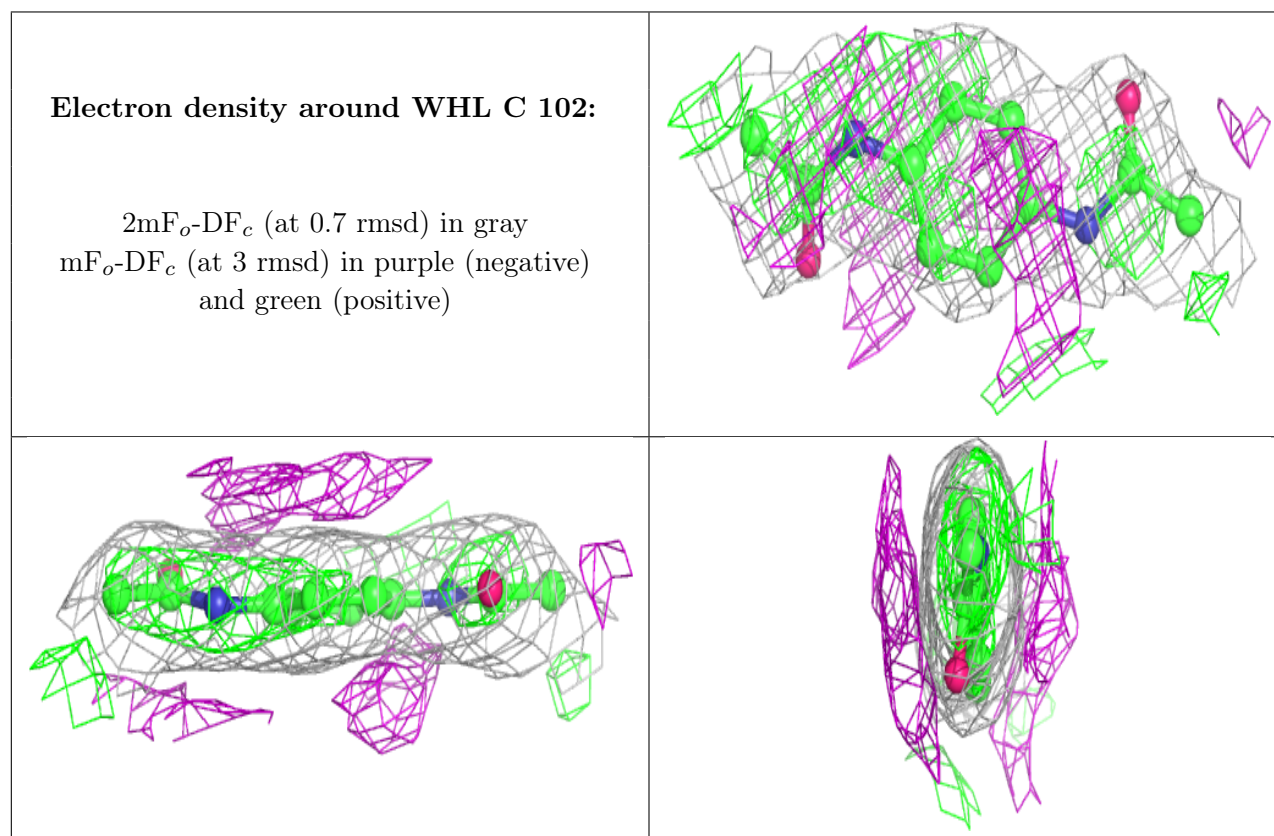 Electron density around WHL C 102:
2mFo-DFc (at 0.7 rmsd) in gray
mFo-DFc (at 3 rmsd) in purple (negative)
and green (positive)